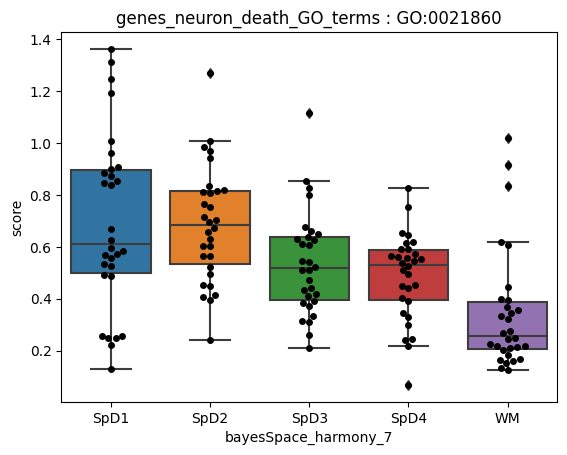 genes_neuron_death_GO_terms : GO:0021860
1.4
1.2
1.0
0.8
0.6
0.4
0.2
score
SpD1 SpD2 SpD3 SpD4 WM
bayesSpace_harmony_7